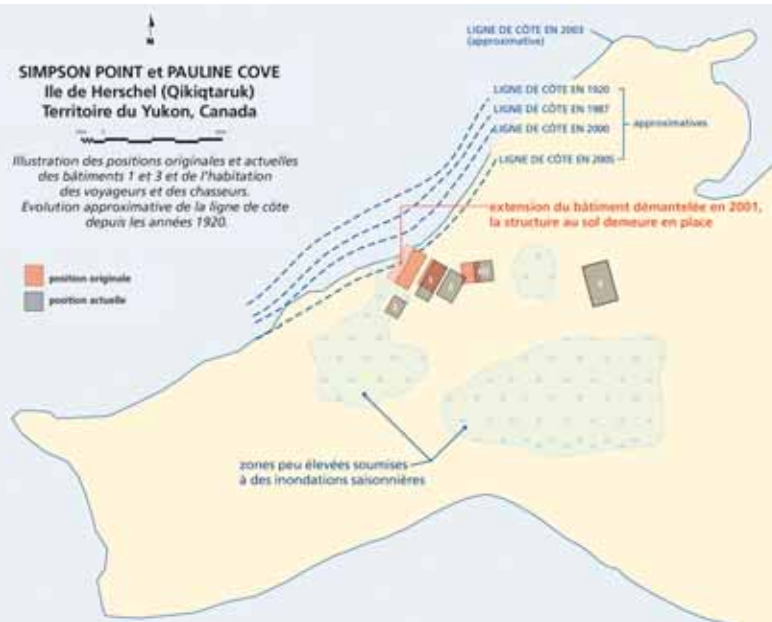 N
SIMPSON POINT et PAULINE COVE
Ile de Herschel (Qikiqtaruk)
Territoire du Yukon, Canada
Illustration des positions originales et actuelles
des bâtiments 1 et 3 et de l'habitation
des voyageurs et des chasseurs.
Evolution approximative de la ligne de côte
depuis les années 1920.
position originale
position actuelle
LIGNE DE CÔTE EN 2003
(approximative)
LIGNE DE CÔTE EN 1920
LIGNE DE CÔTE EN 1987
LIGNE DE CÔTE EN 2000
LIGNE DE CÔTE EN 2005
approximatives
extension du bâtiment démantelée en 2001,
la structure au sol demeure en place
zones peu élevées soumises
à des inondations saisonnières